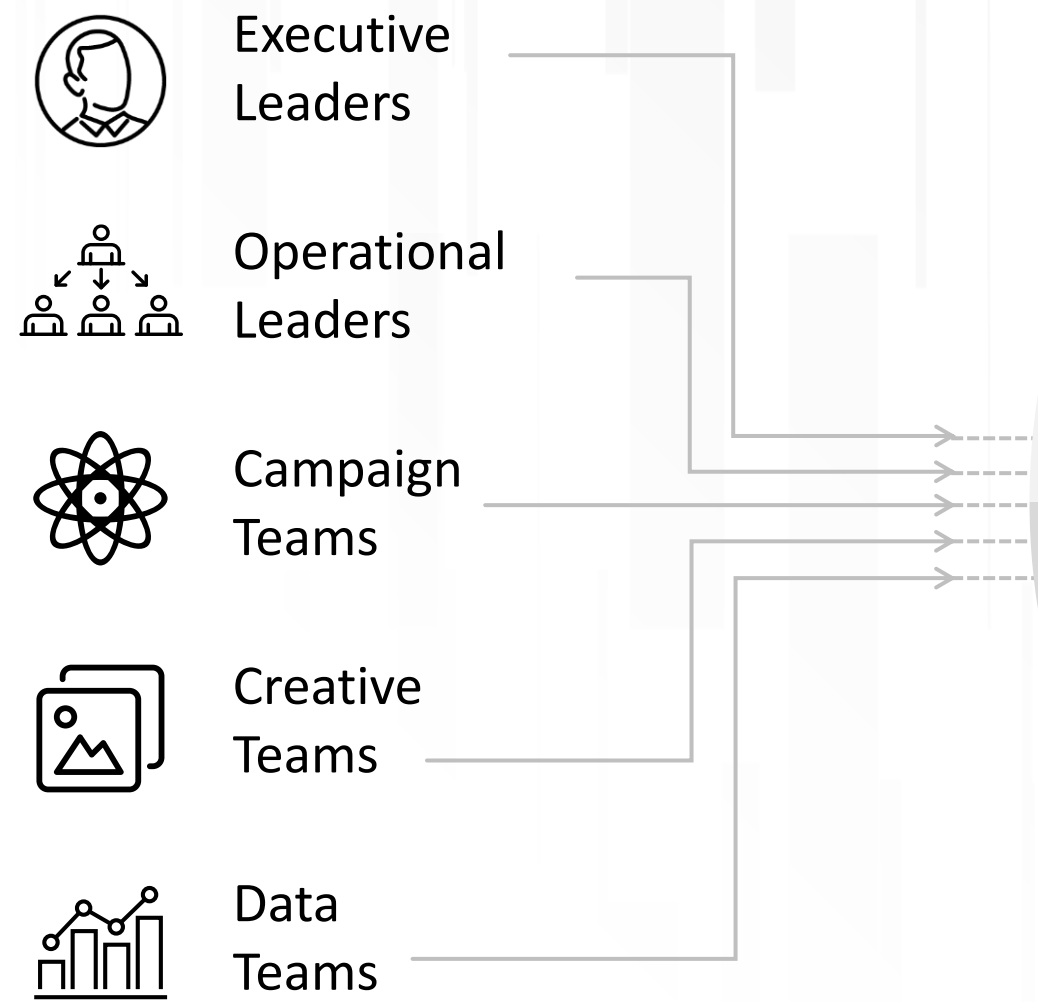 Executive
Leaders
Operational
Leaders
Campaign
Teams
Creative
Teams
Data
Teams